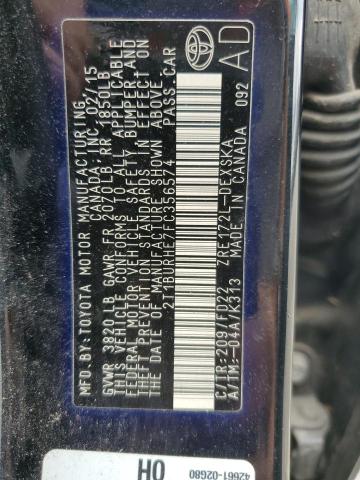 MFD.BY:TOYOTA MOTOR MANUFACTURING
CANADA, INC. 02/15
GVWR 3820LB GAWR FR 2070LB RR 1850LB
THIS VEHICLE CONFORMS TO ALL APPLICABLE
FEDERAL MOTOR VEHICLE SAFETY, BUMPER, AND
THEFT PREVENTION STANDARDS IN EFFECT ON
THE DATE OF MANUFACTURE SHOWN ABOVE.
2T1BURHE7FC356574 PASS.CAR
C/TR:209/FD22 ZRE172L-DEXSKA
A/TM:-04A/K313 MADE IN CANADA 092
AD
42661-02G80
OH